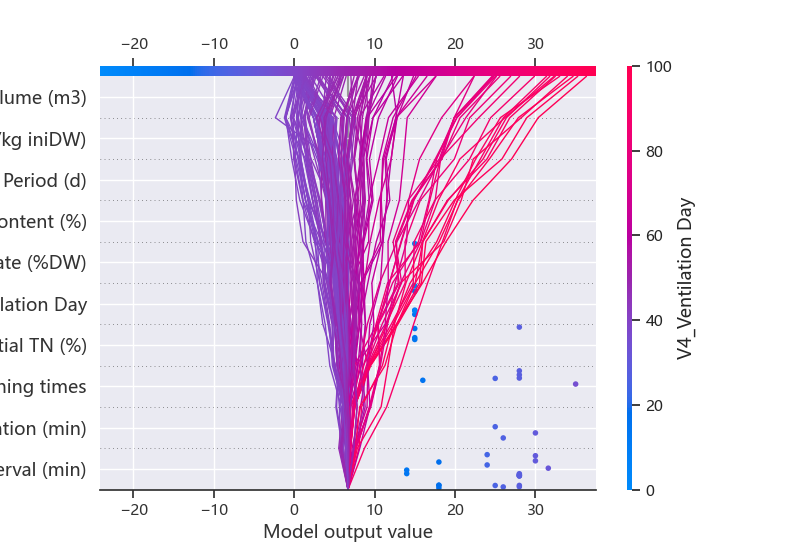 −20 −10 0 10 20 30
lume (m3)
/kg iniDW)
Period (d)
ontent (%)
ate (%DW)
lation Day
tial TN (%)
ning times
ation (min)
erval (min)
−20 −10 0 10 20 30
Model output value
100
80
60
40
20
0
V4_Ventilation Day